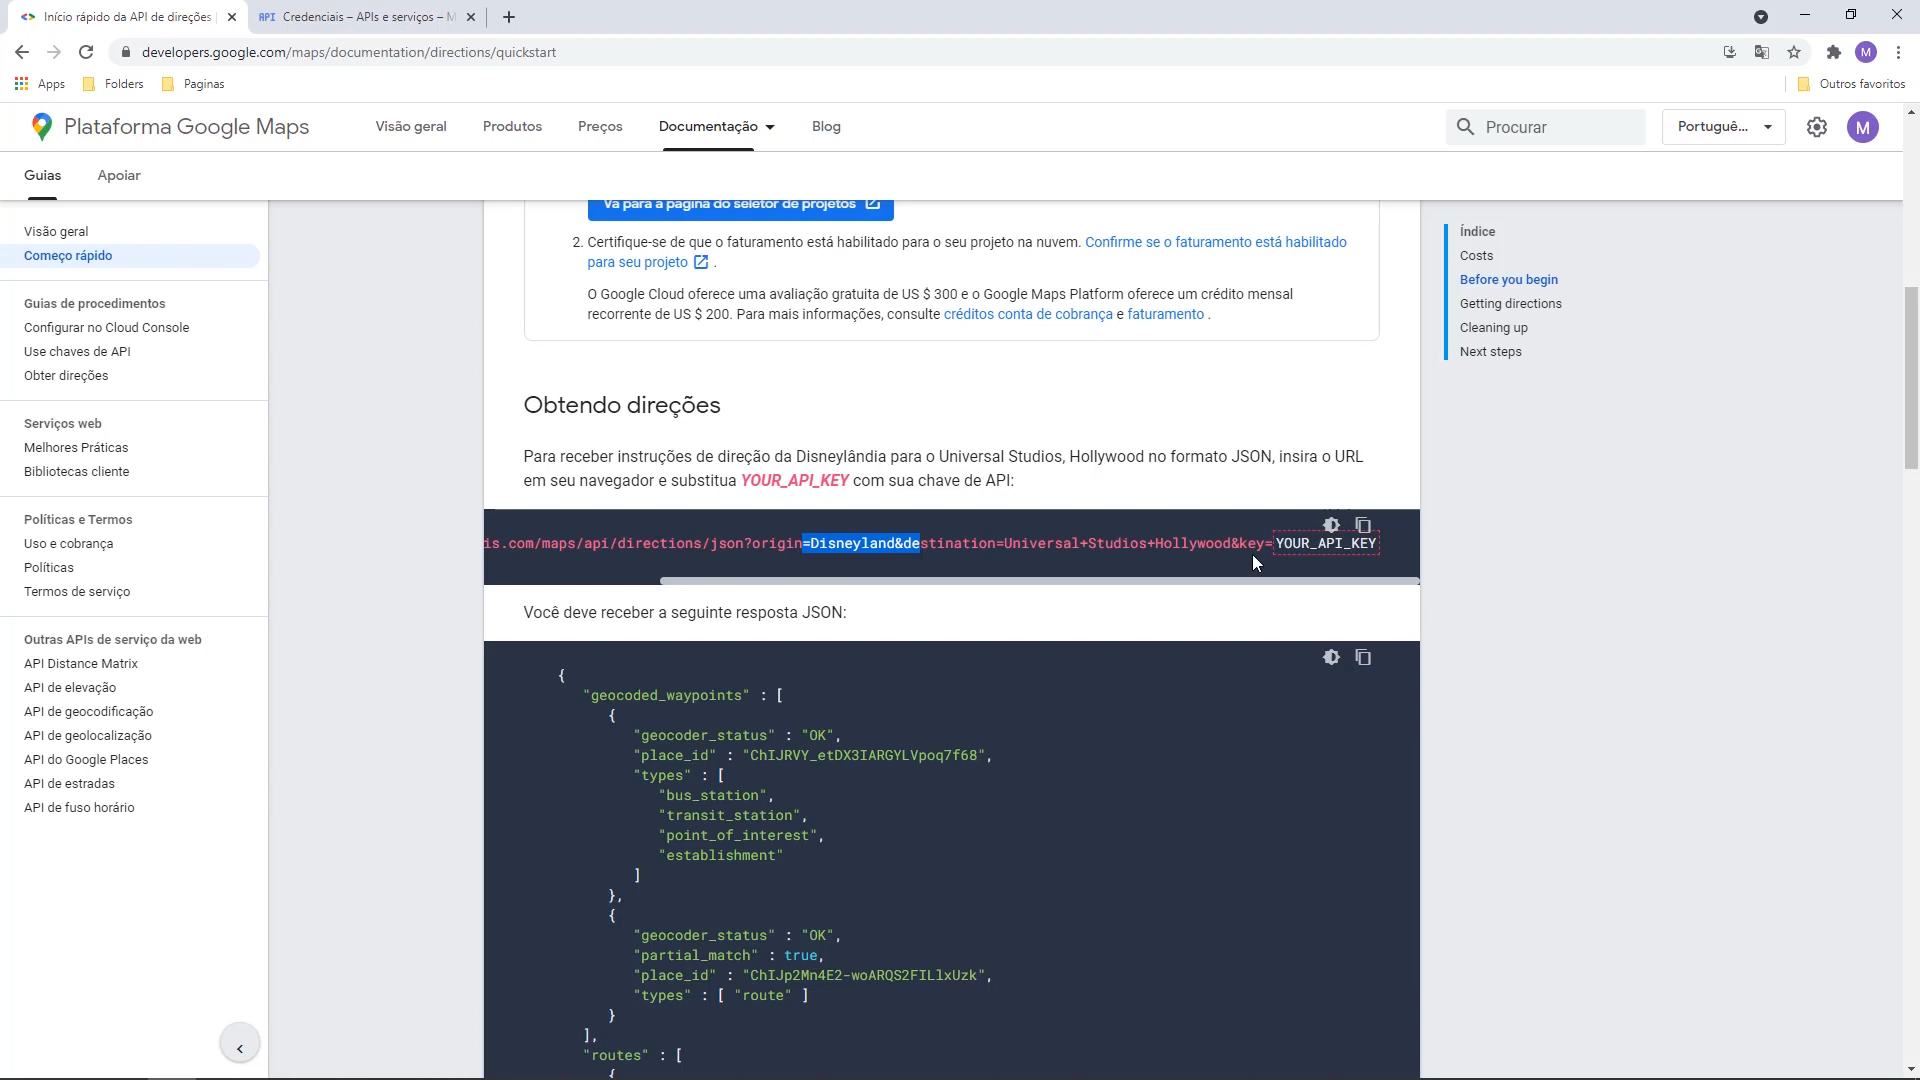 Início rápido da API de direções
API Credenciais – APIs e serviços – M
developers.google.com/maps/documentation/directions/quickstart
M
Apps
Folders
Paginas
Outros favoritos
Plataforma Google Maps
Visão geral
Produtos
Preços
Documentação
Blog
Procurar
Portuguê...
M
Guias
Apoiar
Visão geral
Começo rápido
Guias de procedimentos
Configurar no Cloud Console
Use chaves de API
Obter direções
Serviços web
Melhores Práticas
Bibliotecas cliente
Políticas e Termos
Uso e cobrança
Políticas
Termos de serviço
Outras APIs de serviço da web
API Distance Matrix
API de elevação
API de geocodificação
API de geolocalização
API do Google Places
API de estradas
API de fuso horário
Vá para a página do seletor de projetos
2. Certifique-se de que o faturamento está habilitado para o seu projeto na nuvem. Confirme se o faturamento está habilitado
para seu projeto .
O Google Cloud oferece uma avaliação gratuita de US $ 300 e o Google Maps Platform oferece um crédito mensal
recorrente de US $ 200. Para mais informações, consulte créditos conta de cobrança e faturamento .
Obtendo direções
Para receber instruções de direção da Disneylândia para o Universal Studios, Hollywood no formato JSON, insira o URL
em seu navegador e substitua YOUR_API_KEY com sua chave de API:
is.com/maps/api/directions/json?origin=Disneyland&destination=Universal+Studios+Hollywood&key=YOUR_API_KEY
Você deve receber a seguinte resposta JSON:
{
"geocoded_waypoints" : [
{
"geocoder_status" : "OK",
"place_id" : "ChIJRVY_etDX3IARGYLVpoq7f68",
"types" : [
"bus_station",
"transit_station",
"point_of_interest",
"establishment"
]
},
{
"geocoder_status" : "OK",
"partial_match" : true,
"place_id" : "ChIJp2Mn4E2-woARQS2FILlxUzk",
"types" : [ "route" ]
}
],
"routes" : [
{
Índice
Costs
Before you begin
Getting directions
Cleaning up
Next steps